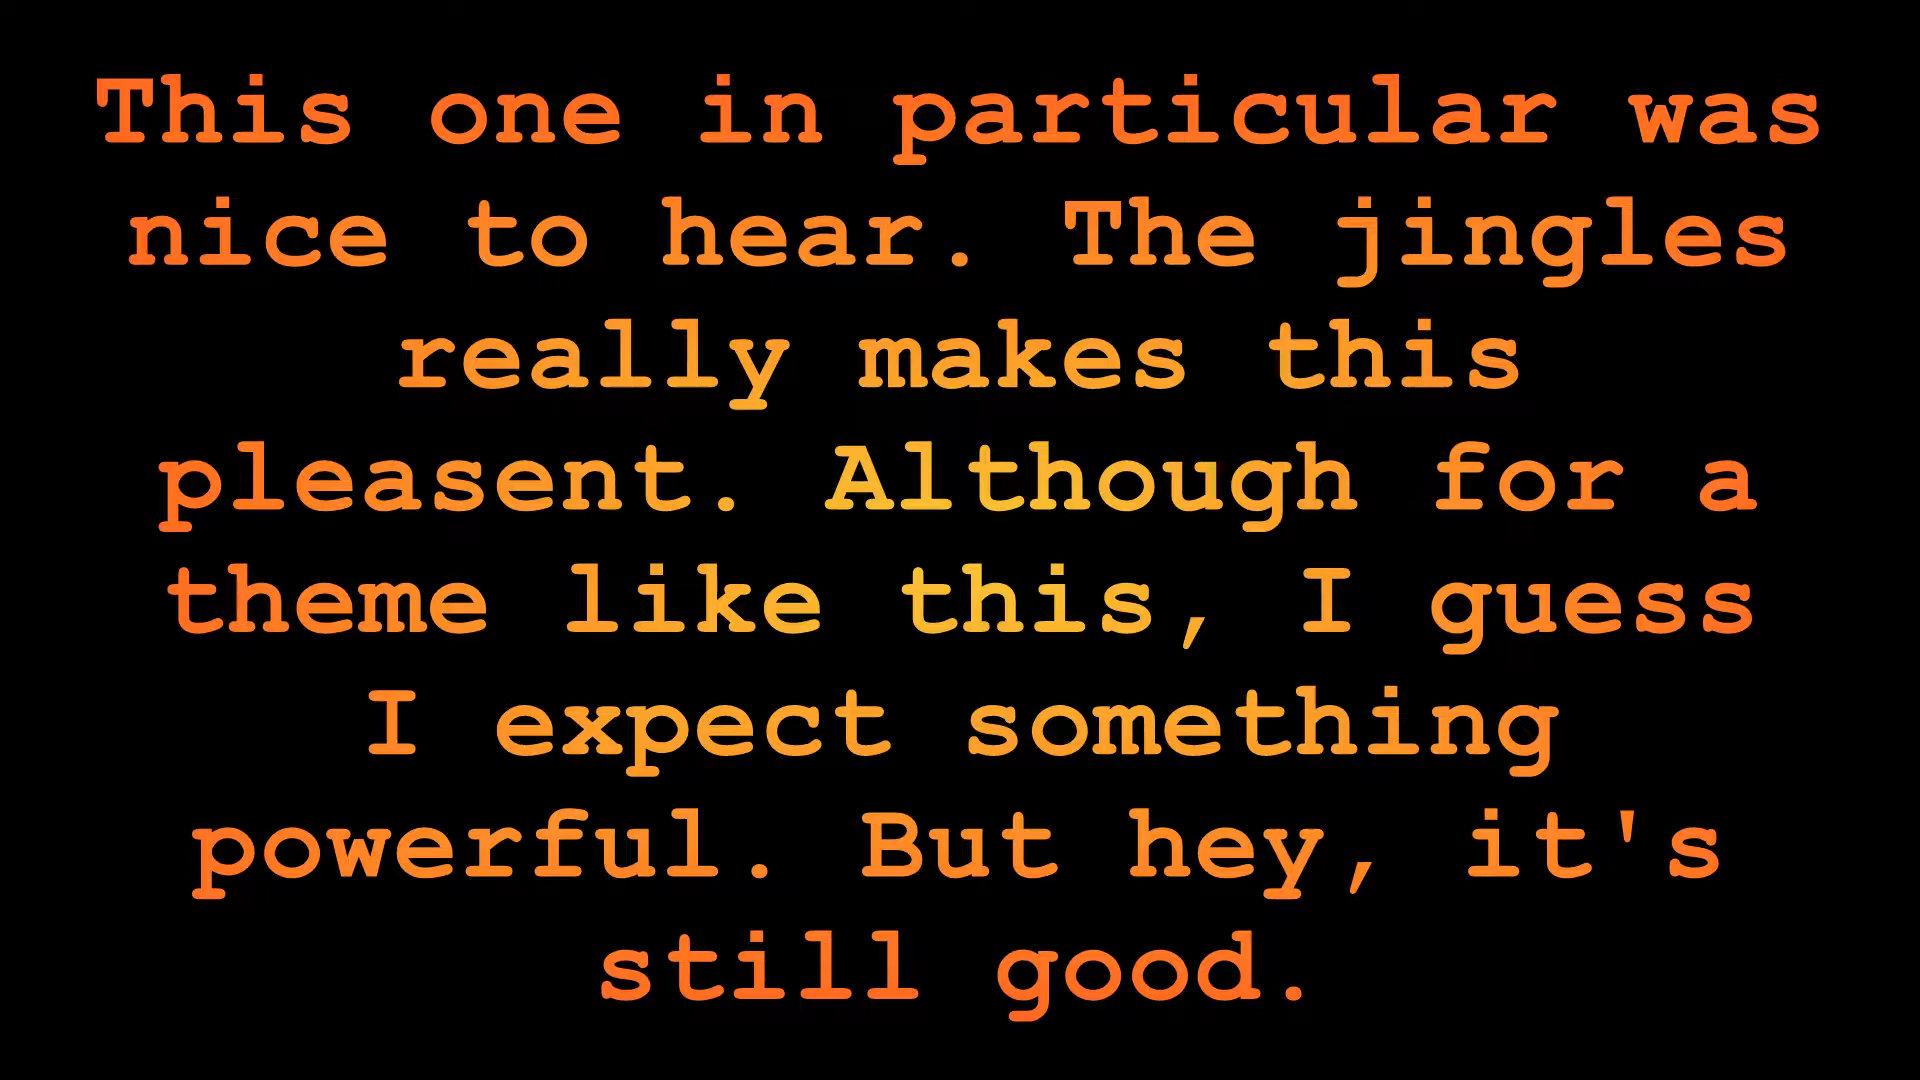 This one in particular was
nice to hear. The jingles
really makes this
pleasent. Although for a
theme like this, I guess
I expect something
powerful. But hey, it's
still good.